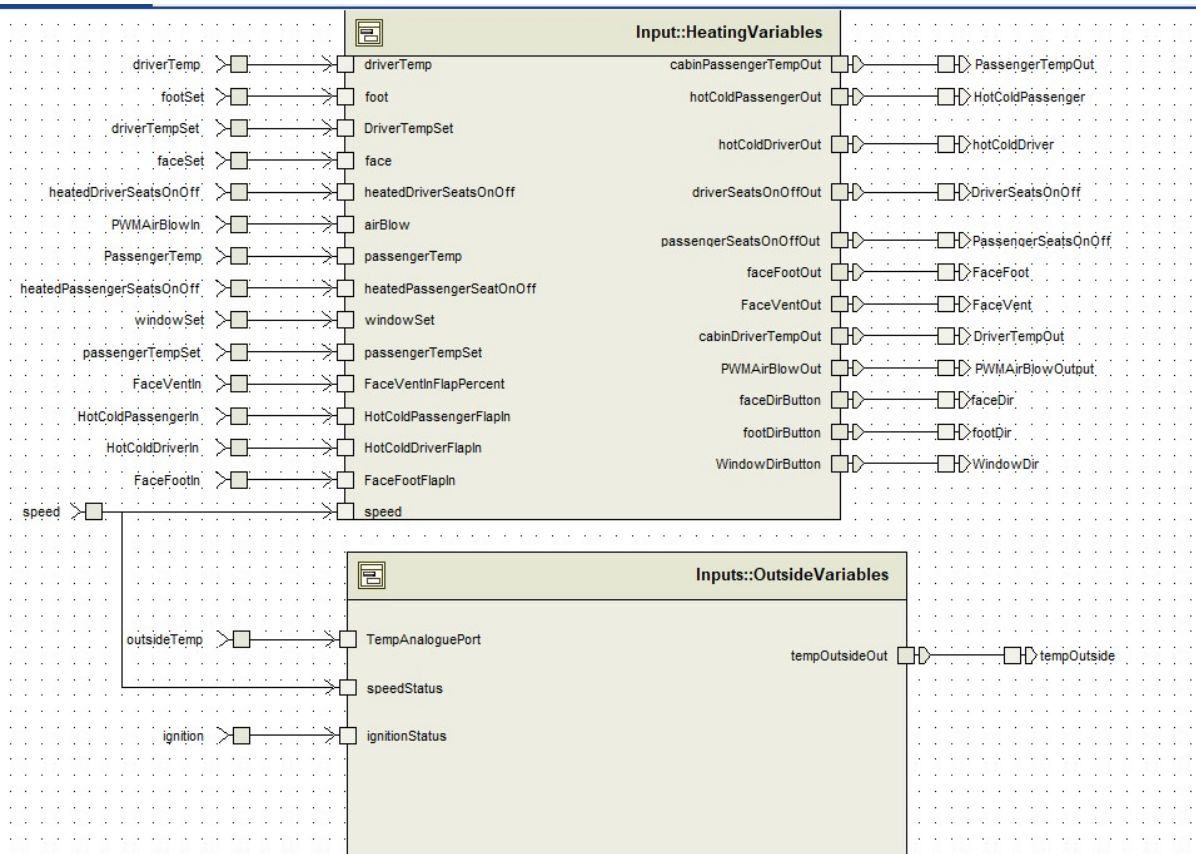 Input::HeatingVariables
driverTemp driverTemp cabinPassengerTempOut PassengerTempOut
footSet foot hotColdPassengerOut HotColdPassenger
driverTempSet DriverTempSet
hotColdDriverOut hotColdDriver
faceSet face
heatedDriverSeatsOnOff heatedDriverSeatsOnOff driverSeatsOnOffOut DriverSeatsOnOff
PWMAirBlowIn airBlow
passengerSeatsOnOffOut PassengerSeatsOnOff
PassengerTemp passengerTemp
faceFootOut FaceFoot
heatedPassengerSeatsOnOff heatedPassengerSeatOnOff
FaceVentOut FaceVent
windowSet windowSet
cabinDriverTempOut DriverTempOut
passengerTempSet passengerTempSet
PWMAirBlowOut PWMAirBlowOutput
FaceVentIn FaceVentInFlapPercent
faceDirButton faceDir
HotColdPassengerIn HotColdPassengerFlapIn
footDirButton footDir
HotColdDriverIn HotColdDriverFlapIn
WindowDirButton WindowDir
FaceFootIn FaceFootFlapIn
speed speed
Inputs::OutsideVariables
outsideTemp TempAnaloguePort
tempOutsideOut tempOutside
speedStatus
ignition ignitionStatus